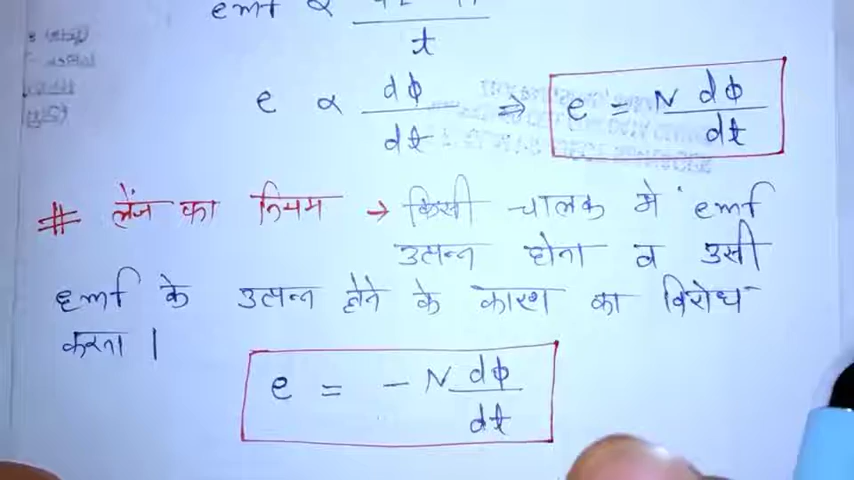 emf ∝
t
e ∝ dϕ/dt ⇒ e = N dϕ/dt
# लेंज का नियम → किसी चालक में emf
उत्पन्न होना व उसी
emf के उत्पन्न होने के कारण का विरोध
करना ।
e = - N dϕ/dt